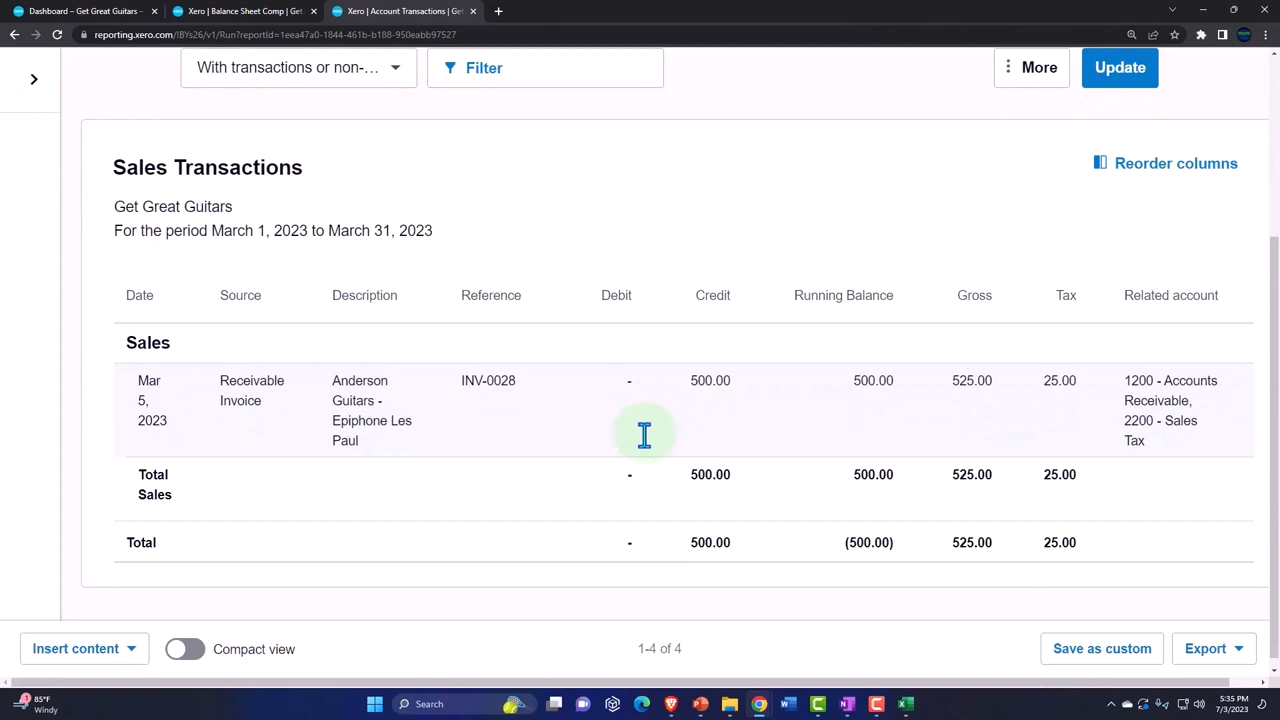 Dashboard – Get Great Guitars –
Xero | Balance Sheet Comp | Get
Xero | Account Transactions | Get
reporting.xero.com/!BYs26/v1/Run?reportId=1eea47a0-1844-461b-b188-950eabb97527
With transactions or non-...
Filter
More
Update
Sales Transactions
Reorder columns
Get Great Guitars
For the period March 1, 2023 to March 31, 2023
Date Source Description Reference Debit Credit Running Balance Gross Tax Related account
Sales
Mar Receivable Anderson INV-0028 - 500.00 500.00 525.00 25.00 1200 - Accounts
5, Invoice Guitars - Receivable,
2023 Epiphone Les 2200 - Sales
Paul Tax
Total - 500.00 500.00 525.00 25.00
Sales
Total - 500.00 (500.00) 525.00 25.00
Insert content
Compact view
1-4 of 4
Save as custom
Export
1
85°F
Windy
Search
5:35 PM
7/3/2023